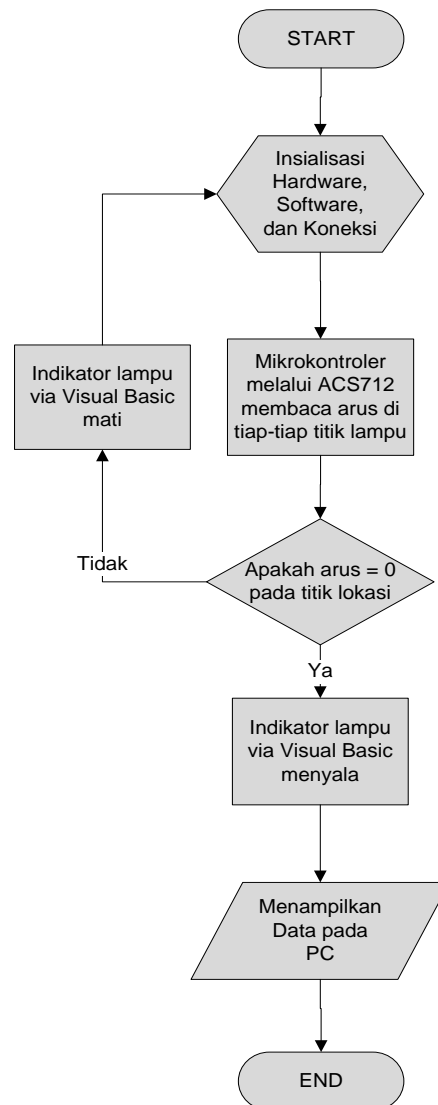 START
Insialisasi
Hardware,
Software,
dan Koneksi
Indikator lampu
via Visual Basic
mati
Mikrokontroler
melalui ACS712
membaca arus di
tiap-tiap titik lampu
Tidak
Apakah arus = 0
pada titik lokasi
Ya
Indikator lampu
via Visual Basic
menyala
Menampilkan
Data pada
PC
END